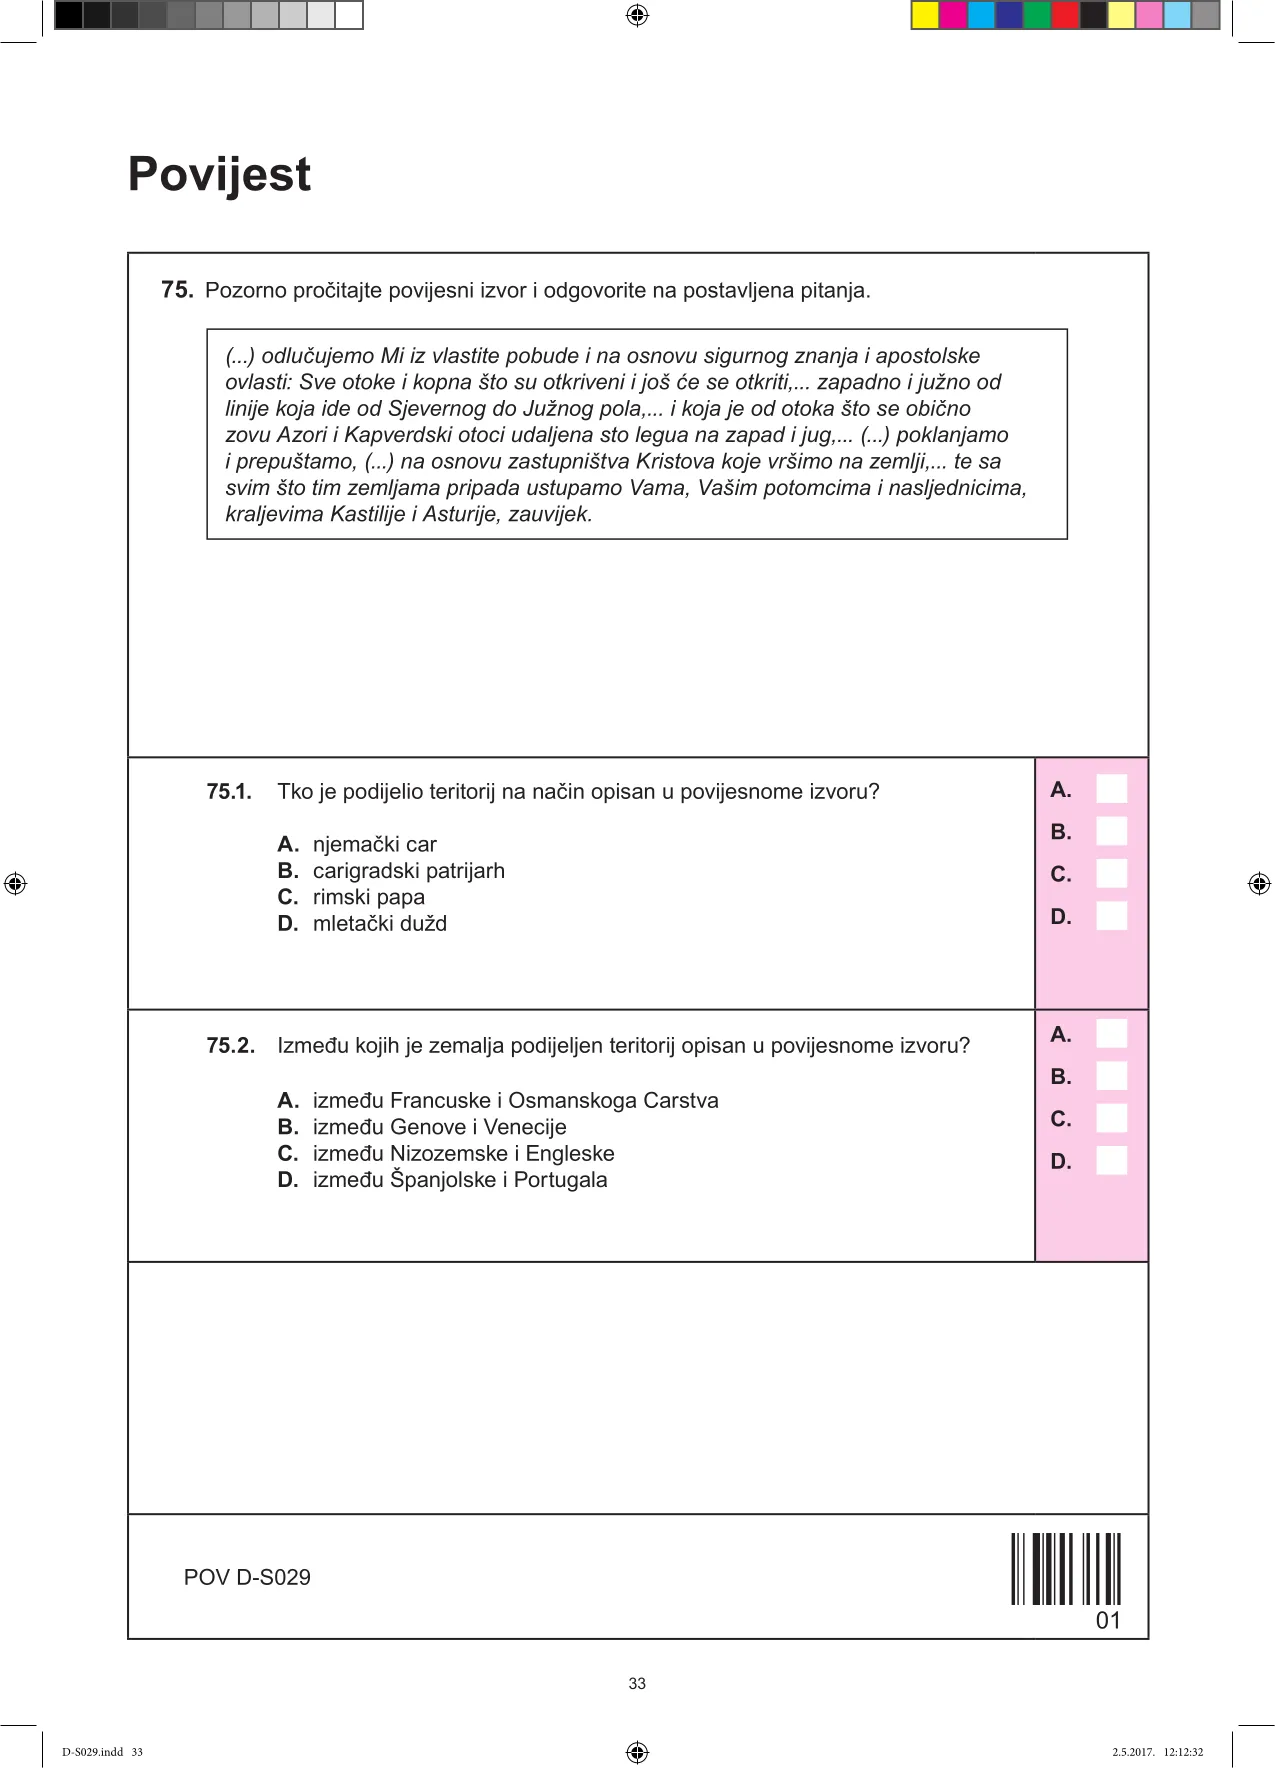 Povijest
75. Pozorno pročitajte povijesni izvor i odgovorite na postavljena pitanja.
(...) odlučujemo Mi iz vlastite pobude i na osnovu sigurnog znanja i apostolske
ovlasti: Sve otoke i kopna što su otkriveni i još će se otkriti,... zapadno i južno od
linije koja ide od Sjevernog do Južnog pola,... i koja je od otoka što se obično
zovu Azori i Kapverdski otoci udaljena sto legua na zapad i jug,... (...) poklanjamo
i prepuštamo, (...) na osnovu zastupništva Kristova koje vršimo na zemlji,... te sa
svim što tim zemljama pripada ustupamo Vama, Vašim potomcima i nasljednicima,
kraljevima Kastilije i Asturije, zauvijek.
75.1. Tko je podijelio teritorij na način opisan u povijesnome izvoru?
A. njemački car
B. carigradski patrijarh
C. rimski papa
D. mletački dužd
A.
B.
C.
D.
75.2. Između kojih je zemalja podijeljen teritorij opisan u povijesnome izvoru?
A. između Francuske i Osmanskoga Carstva
B. između Genove i Venecije
C. između Nizozemske i Engleske
D. između Španjolske i Portugala
A.
B.
C.
D.
POV D-S029
01
33
D-S029.indd 33
2.5.2017. 12:12:32